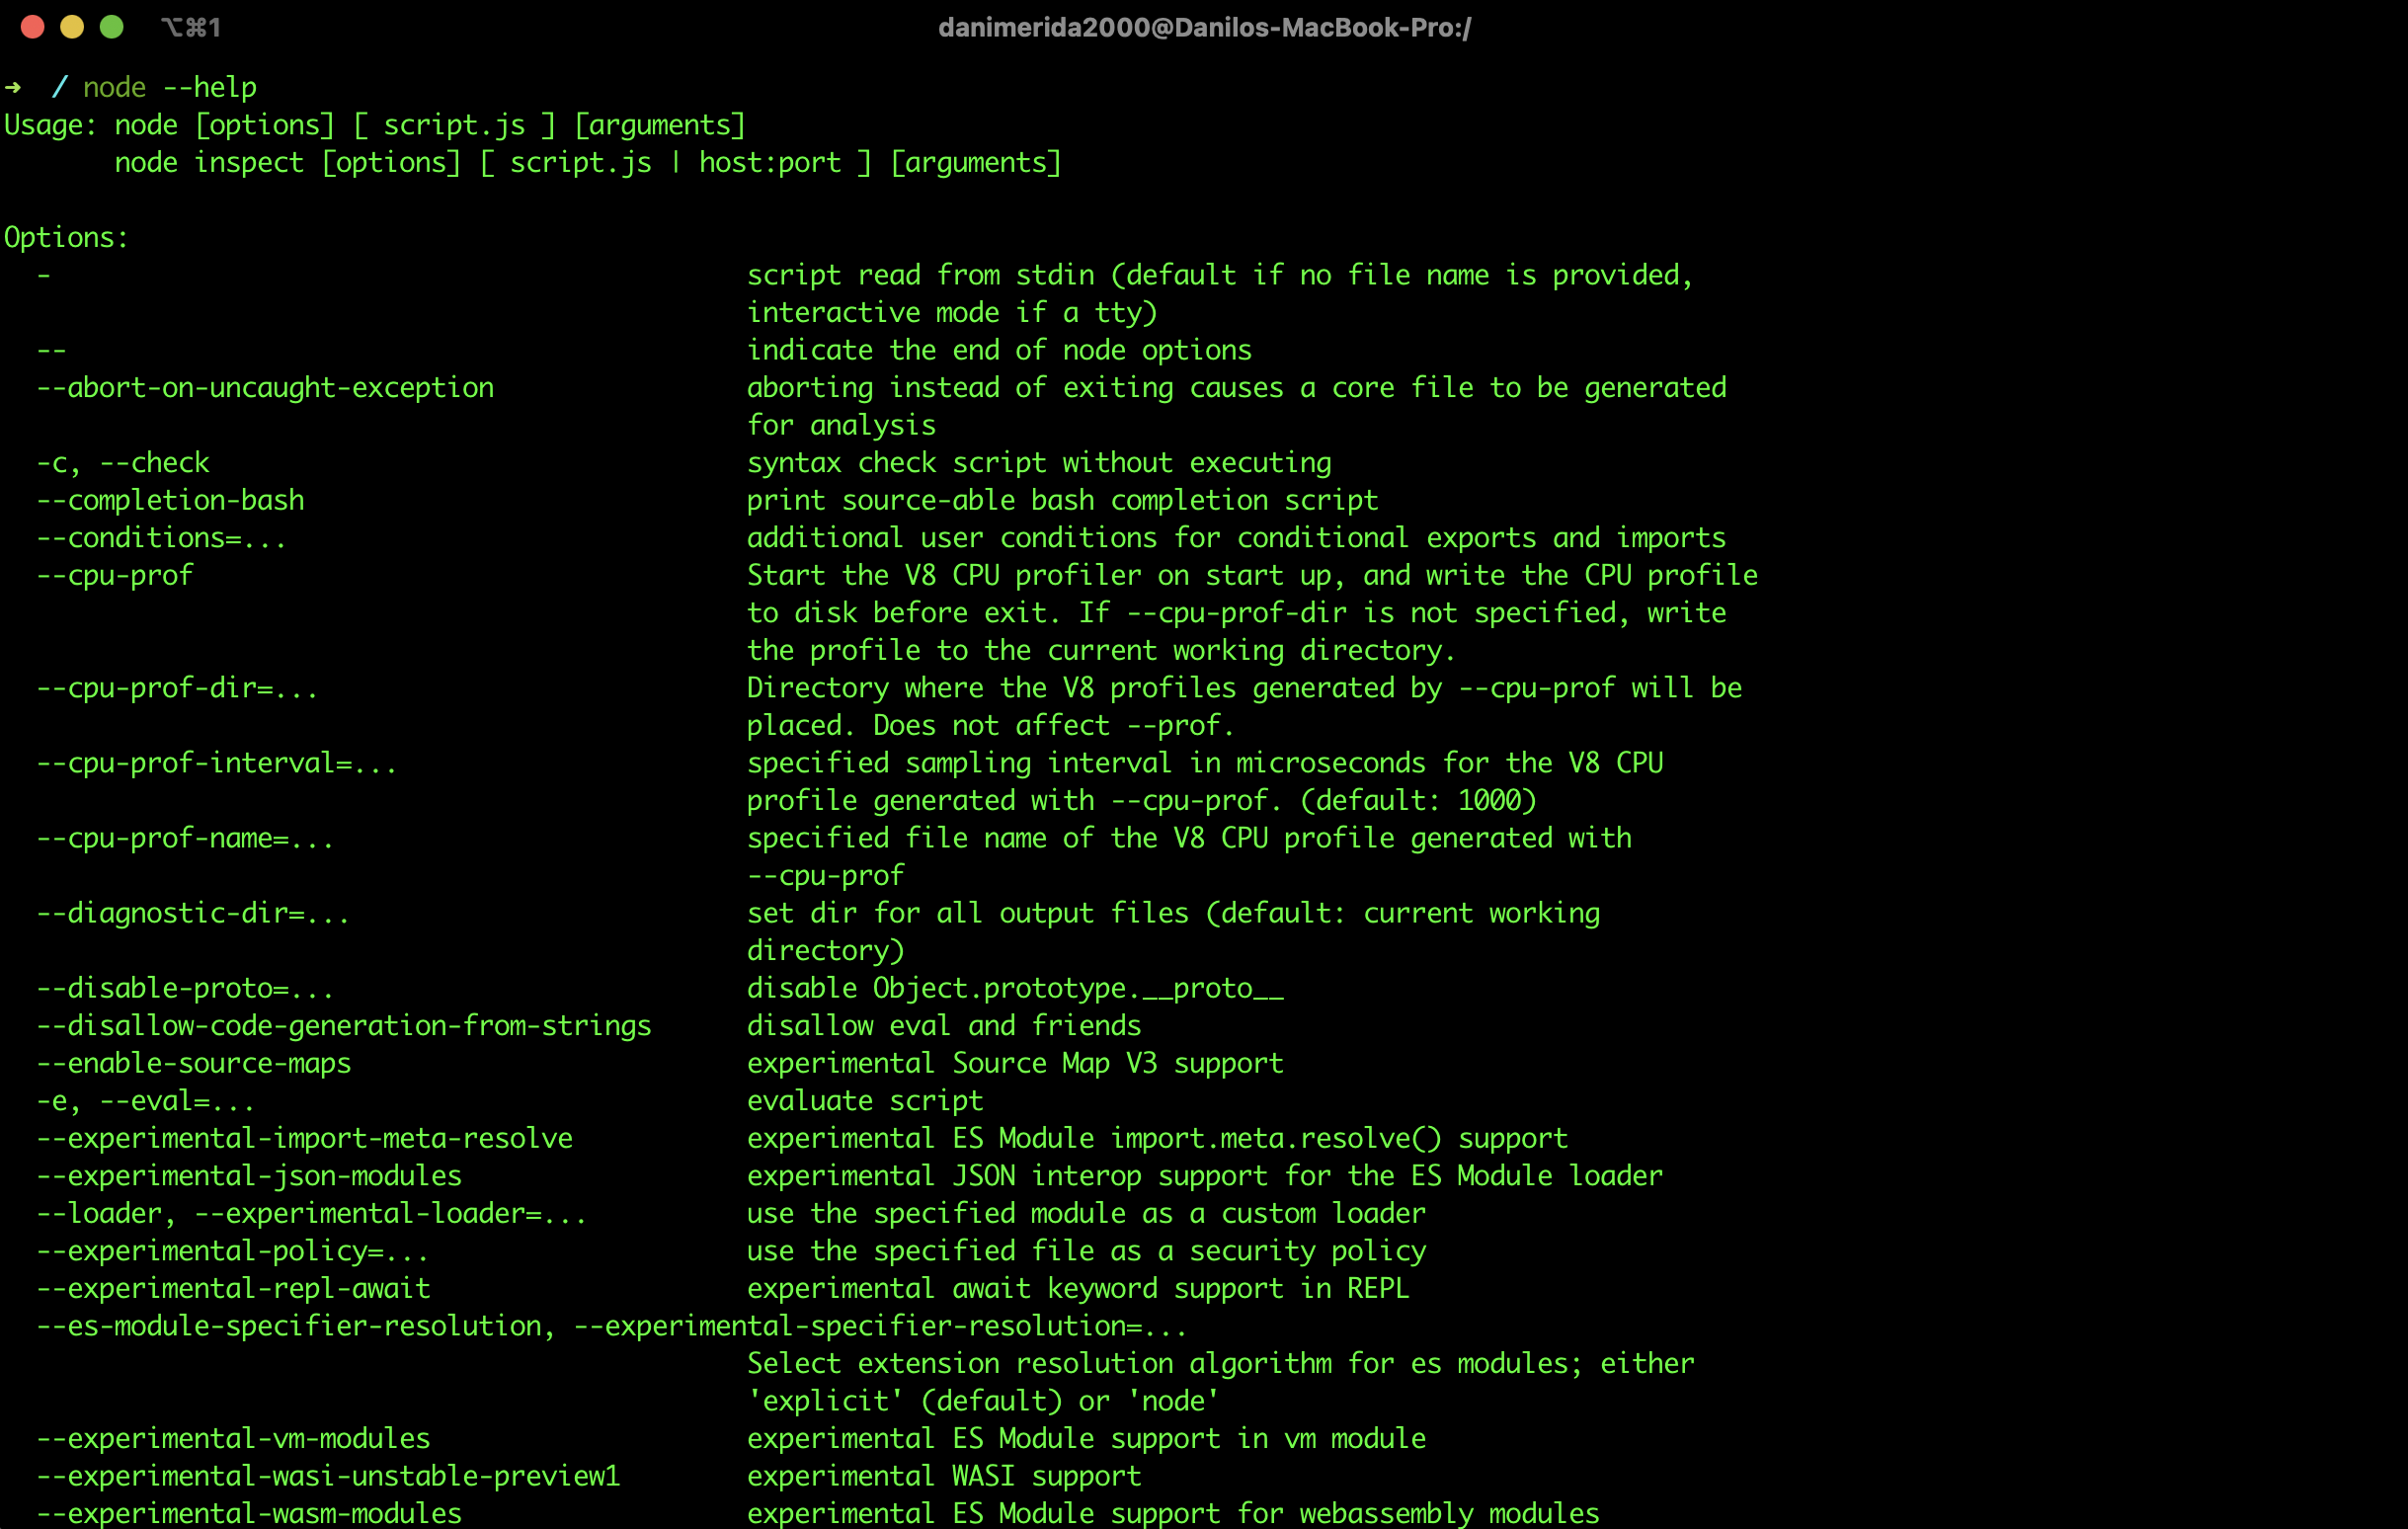 ⌥⌘1 danimerida2000@Danilos-MacBook-Pro:/
➜ / node --help
Usage: node [options] [ script.js ] [arguments]
node inspect [options] [ script.js | host:port ] [arguments]
Options:
- script read from stdin (default if no file name is provided,
interactive mode if a tty)
-- indicate the end of node options
--abort-on-uncaught-exception aborting instead of exiting causes a core file to be generated
for analysis
-c, --check syntax check script without executing
--completion-bash print source-able bash completion script
--conditions=... additional user conditions for conditional exports and imports
--cpu-prof Start the V8 CPU profiler on start up, and write the CPU profile
to disk before exit. If --cpu-prof-dir is not specified, write
the profile to the current working directory.
--cpu-prof-dir=... Directory where the V8 profiles generated by --cpu-prof will be
placed. Does not affect --prof.
--cpu-prof-interval=... specified sampling interval in microseconds for the V8 CPU
profile generated with --cpu-prof. (default: 1000)
--cpu-prof-name=... specified file name of the V8 CPU profile generated with
--cpu-prof
--diagnostic-dir=... set dir for all output files (default: current working
directory)
--disable-proto=... disable Object.prototype.__proto__
--disallow-code-generation-from-strings disallow eval and friends
--enable-source-maps experimental Source Map V3 support
-e, --eval=... evaluate script
--experimental-import-meta-resolve experimental ES Module import.meta.resolve() support
--experimental-json-modules experimental JSON interop support for the ES Module loader
--loader, --experimental-loader=... use the specified module as a custom loader
--experimental-policy=... use the specified file as a security policy
--experimental-repl-await experimental await keyword support in REPL
--es-module-specifier-resolution, --experimental-specifier-resolution=...
Select extension resolution algorithm for es modules; either
'explicit' (default) or 'node'
--experimental-vm-modules experimental ES Module support in vm module
--experimental-wasi-unstable-preview1 experimental WASI support
--experimental-wasm-modules experimental ES Module support for webassembly modules